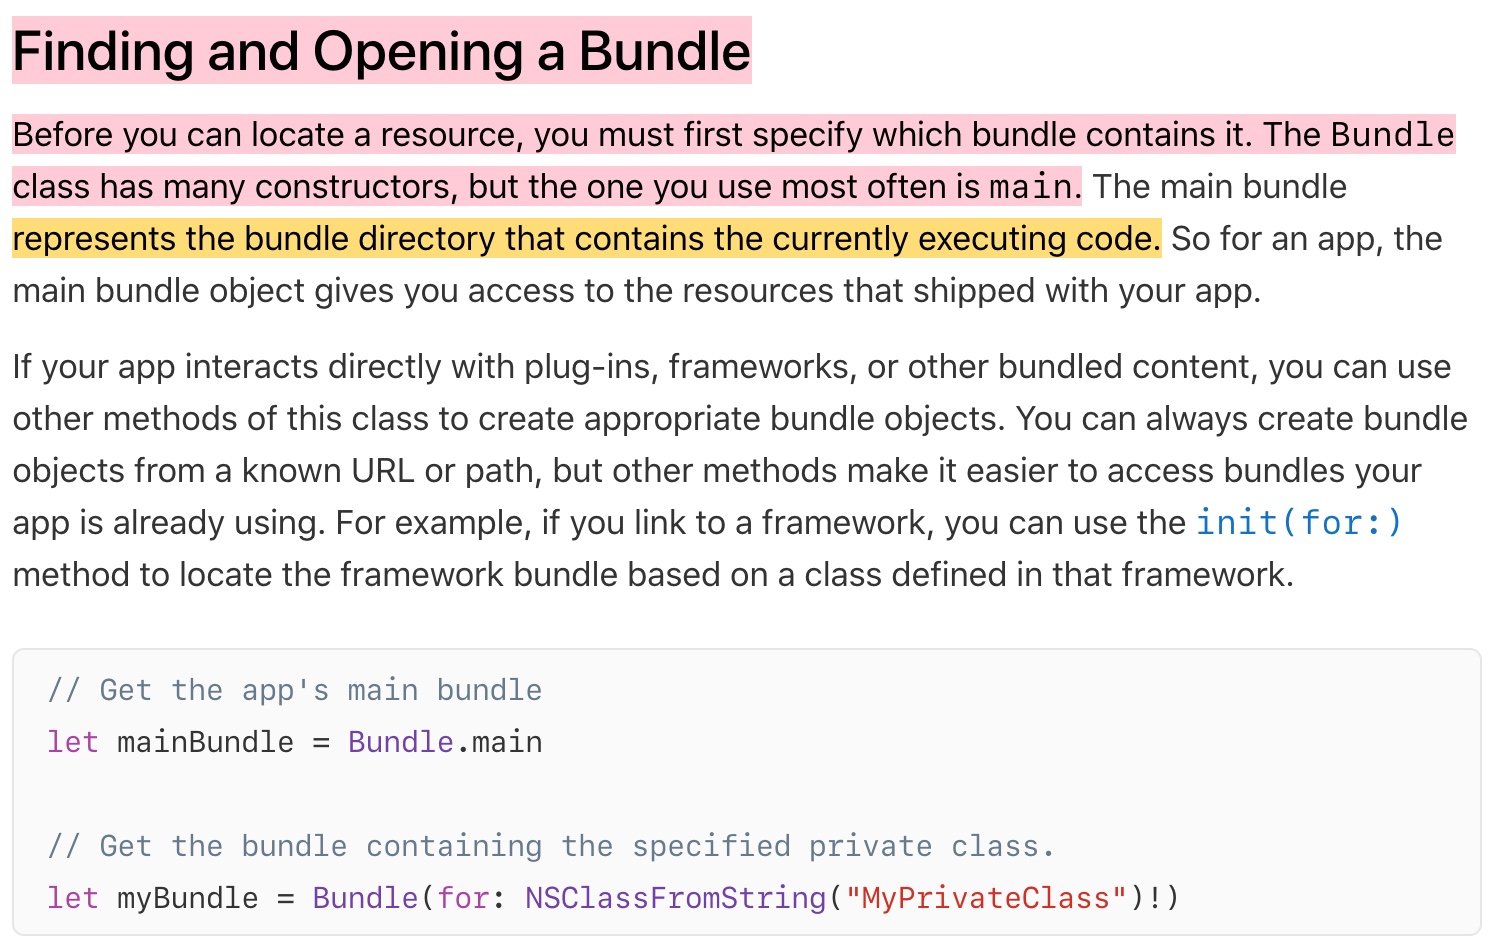 Finding and Opening a Bundle
Before you can locate a resource, you must first specify which bundle contains it. The Bundle
class has many constructors, but the one you use most often is main. The main bundle
represents the bundle directory that contains the currently executing code. So for an app, the
main bundle object gives you access to the resources that shipped with your app.
If your app interacts directly with plug-ins, frameworks, or other bundled content, you can use
other methods of this class to create appropriate bundle objects. You can always create bundle
objects from a known URL or path, but other methods make it easier to access bundles your
app is already using. For example, if you link to a framework, you can use the init(for:)
method to locate the framework bundle based on a class defined in that framework.
// Get the app's main bundle
let mainBundle = Bundle.main
// Get the bundle containing the specified private class.
let myBundle = Bundle(for: NSClassFromString("MyPrivateClass")!)